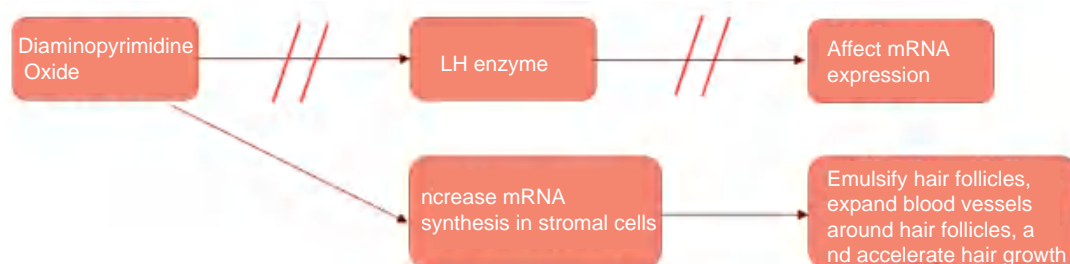 Diaminopyrimidine
Oxide
LH enzyme
Affect mRNA
expression
ncrease mRNA
synthesis in stromal cells
Emulsify hair follicles,
expand blood vessels
around hair follicles, a
nd accelerate hair growth